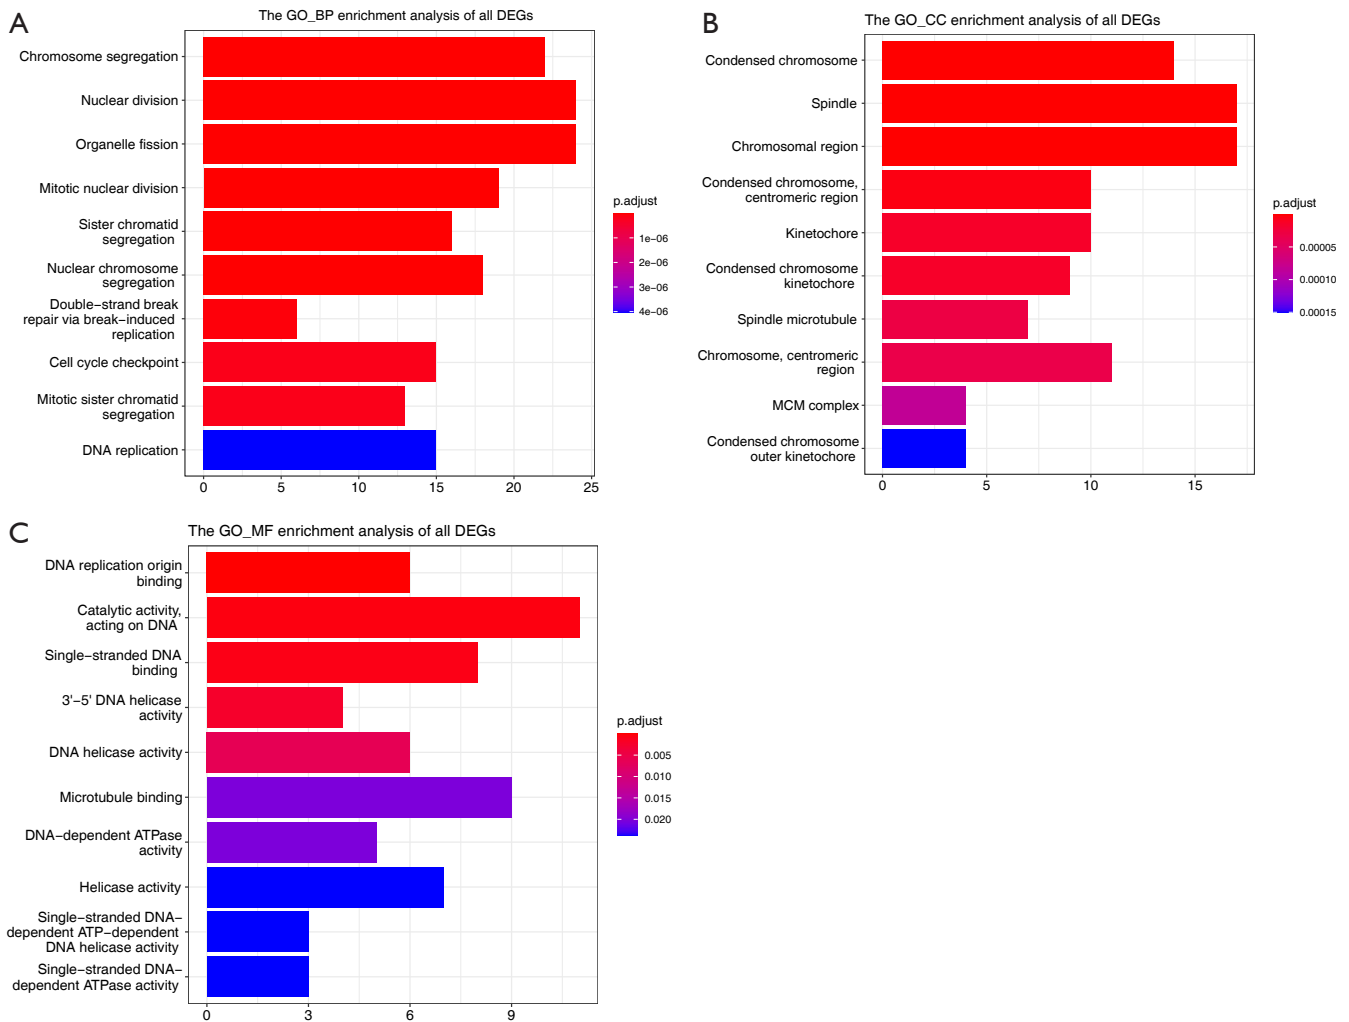 A
The GO_BP enrichment analysis of all DEGs
Chromosome segregation
Nuclear division
Organelle fission
Mitotic nuclear division
Sister chromatid
segregation
Nuclear chromosome
segregation
Double−strand break
repair via break−induced
replication
Cell cycle checkpoint
Mitotic sister chromatid
segregation
DNA replication
0 5 10 15 20 25
p.adjust
1e−06
2e−06
3e−06
4e−06
B
The GO_CC enrichment analysis of all DEGs
Condensed chromosome
Spindle
Chromosomal region
Condensed chromosome,
centromeric region
Kinetochore
Condensed chromosome
kinetochore
Spindle microtubule
Chromosome, centromeric
region
MCM complex
Condensed chromosome
outer kinetochore
0 5 10 15
p.adjust
0.00005
0.00010
0.00015
C
The GO_MF enrichment analysis of all DEGs
DNA replication origin
binding
Catalytic activity,
acting on DNA
Single−stranded DNA
binding
3'−5' DNA helicase
activity
DNA helicase activity
Microtubule binding
DNA−dependent ATPase
activity
Helicase activity
Single−stranded DNA−
dependent ATP−dependent
DNA helicase activity
Single−stranded DNA−
dependent ATPase activity
0 3 6 9
p.adjust
0.005
0.010
0.015
0.020